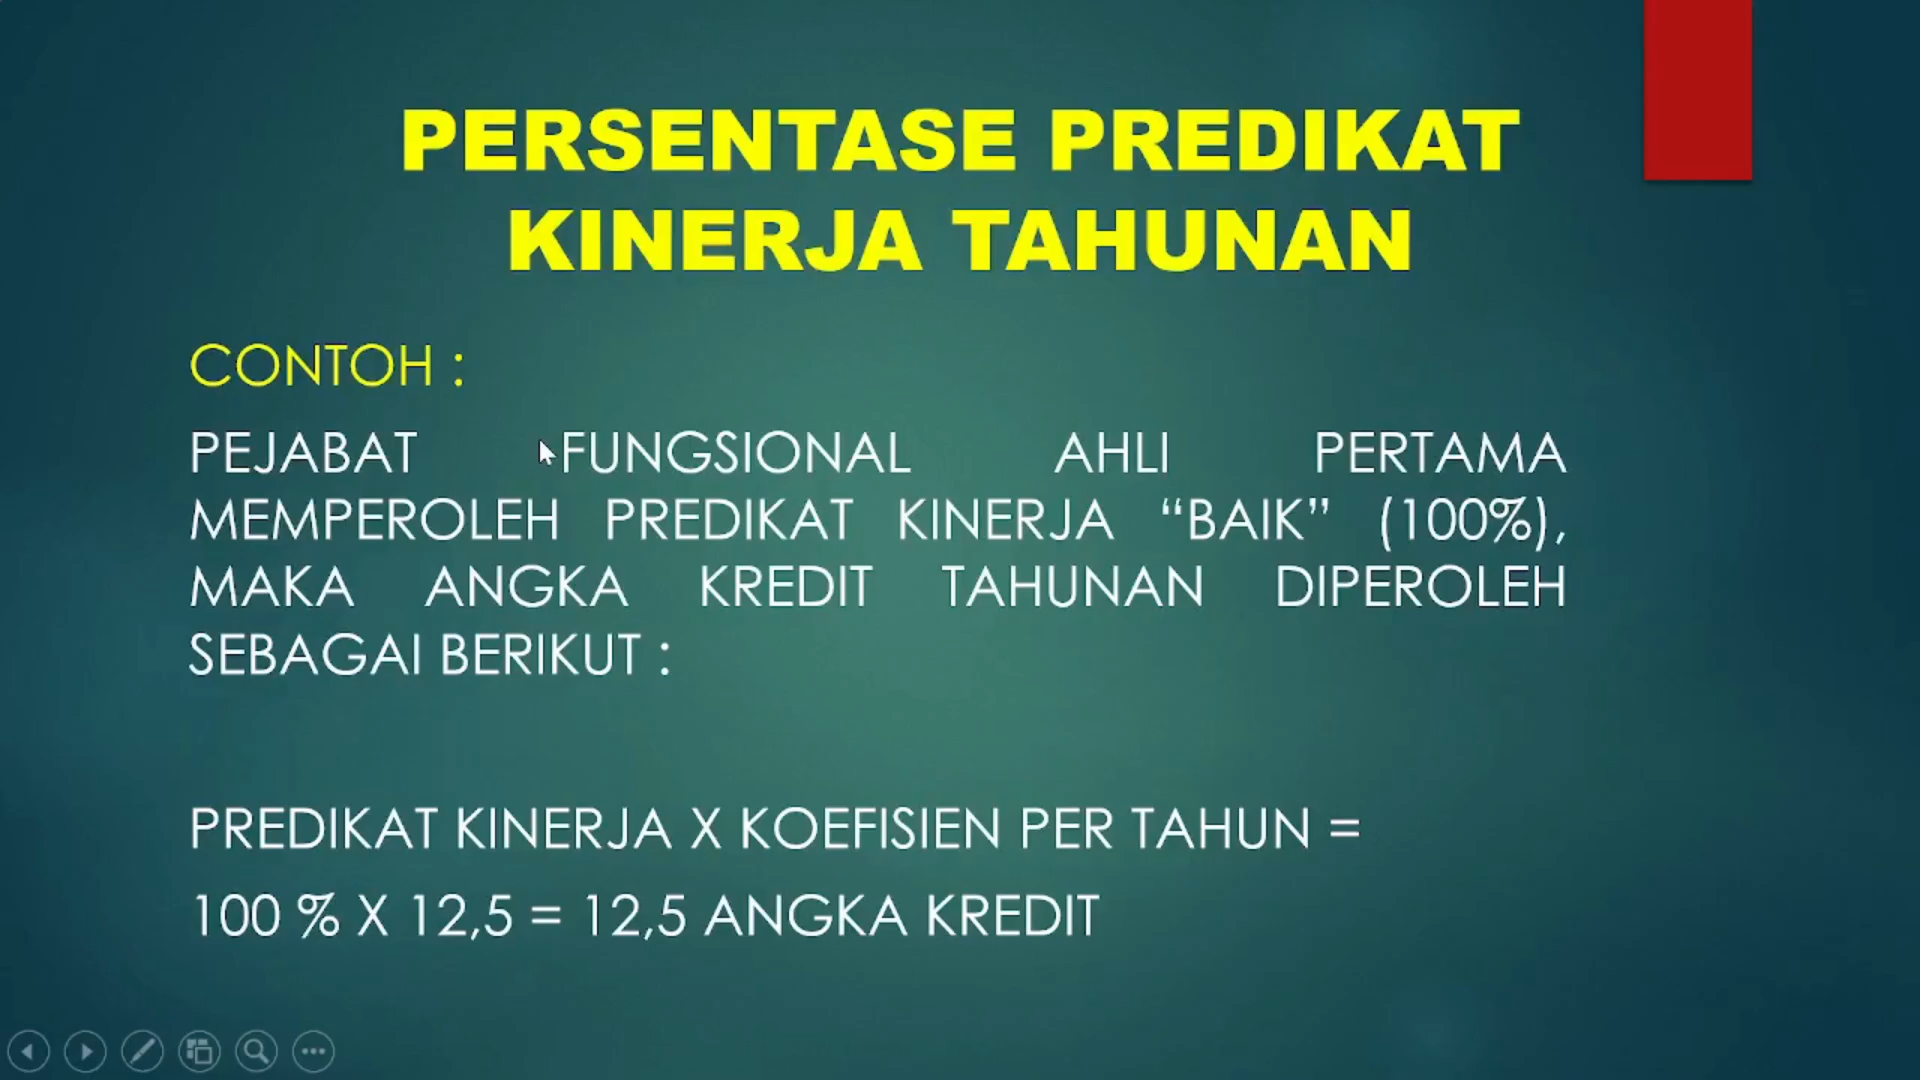 PERSENTASE PREDIKAT
KINERJA TAHUNAN
CONTOH :
PEJABAT FUNGSIONAL AHLI PERTAMA
MEMPEROLEH PREDIKAT KINERJA “BAIK” (100%),
MAKA ANGKA KREDIT TAHUNAN DIPEROLEH
SEBAGAI BERIKUT :
PREDIKAT KINERJA X KOEFISIEN PER TAHUN =
100 % X 12,5 = 12,5 ANGKA KREDIT